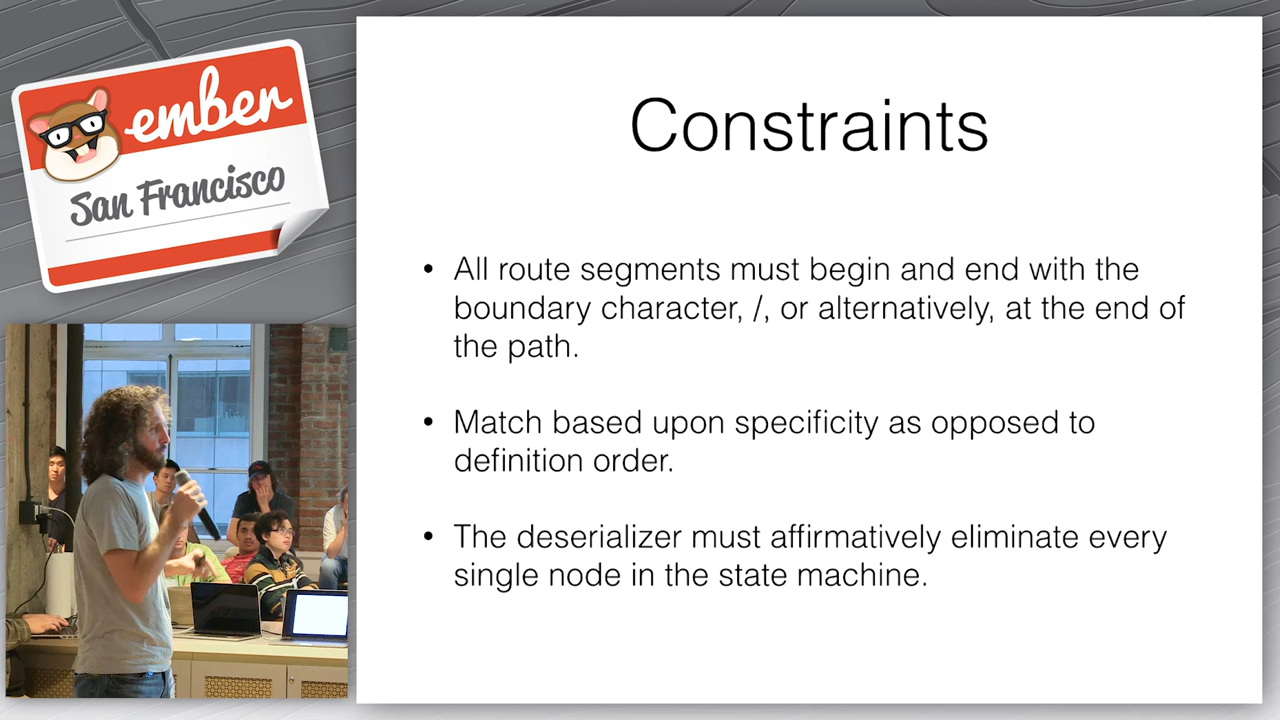 ember
San Francisco
Constraints
• All route segments must begin and end with the
boundary character, /, or alternatively, at the end of
the path.
• Match based upon specificity as opposed to
definition order.
• The deserializer must affirmatively eliminate every
single node in the state machine.